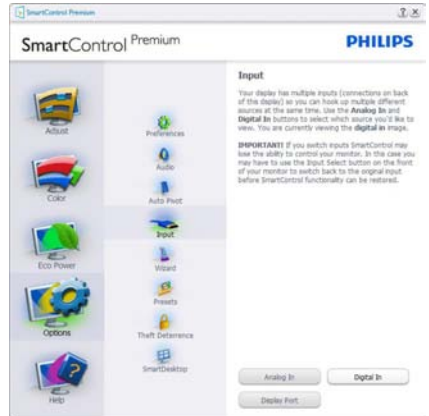 SmartControl Premium
SmartControl Premium
PHILIPS
Adjust
Color
Eco Power
Options
Help
Preferences
Audio
Auto Pivot
Input
Wizard
Presets
Theft Deterrence
SmartDesktop
Input
Your display has multiple inputs (connections on back
of this display) so you can hook up multiple different
sources at the same time. Use the Analog In and
Digital In buttons to select which source you'd like to
view. You are currently viewing the digital in image.
IMPORTANT! If you switch inputs SmartControl may
lose the ability to control your monitor. In the case you
may have to use the Input Select button on the front
of your monitor to switch back to the original input
before SmartControl functionality can be restored.
Analog In
Digital In
Display Port